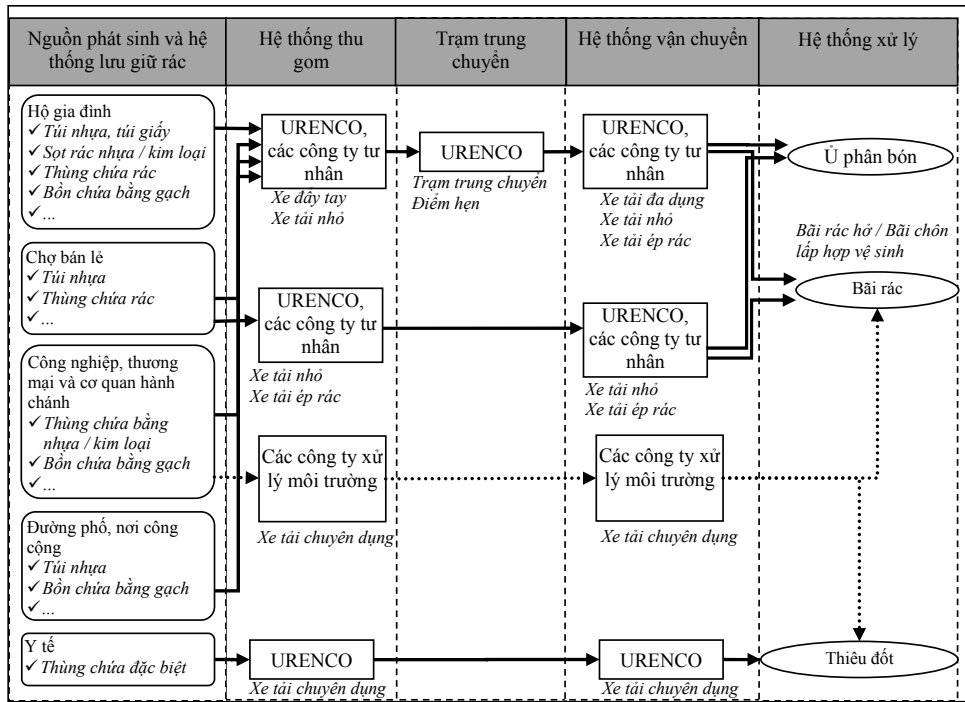 Nguồn phát sinh và hệ
thống lưu giữ rác
Hệ thống thu
gom
Trạm trung
chuyển
Hệ thống vận chuyển
Hệ thống xử lý
Hộ gia đình
✓ Túi nhựa, túi giấy
✓ Sọt rác nhựa / kim loại
✓ Thùng chứa rác
✓ Bồn chứa bằng gạch
✓ ...
Chợ bán lẻ
✓ Túi nhựa
✓ Thùng chứa rác
✓ ...
Công nghiệp, thương
mại và cơ quan hành
chánh
✓ Thùng chứa bằng
nhựa / kim loại
✓ Bồn chứa bằng gạch
✓ ...
Đường phố, nơi công
cộng
✓ Túi nhựa
✓ Bồn chứa bằng gạch
✓ ...
Y tế
✓ Thùng chứa đặc biệt
URENCO,
các công ty tư
nhân
Xe đẩy tay
Xe tải nhỏ
URENCO,
các công ty tư
nhân
Xe tải nhỏ
Xe tải ép rác
Các công ty xử
lý môi trường
Xe tải chuyên dụng
URENCO
Xe tải chuyên dụng
URENCO
Trạm trung chuyển
Điểm hẹn
URENCO,
các công ty tư
nhân
Xe tải đa dụng
Xe tải nhỏ
Xe tải ép rác
URENCO,
các công ty tư
nhân
Xe tải nhỏ
Xe tải ép rác
Các công ty xử
lý môi trường
Xe tải chuyên dụng
URENCO
Xe tải chuyên dụng
Ủ phân bón
Bãi rác hở / Bãi chôn
lấp hợp vệ sinh
Bãi rác
Thiêu đốt